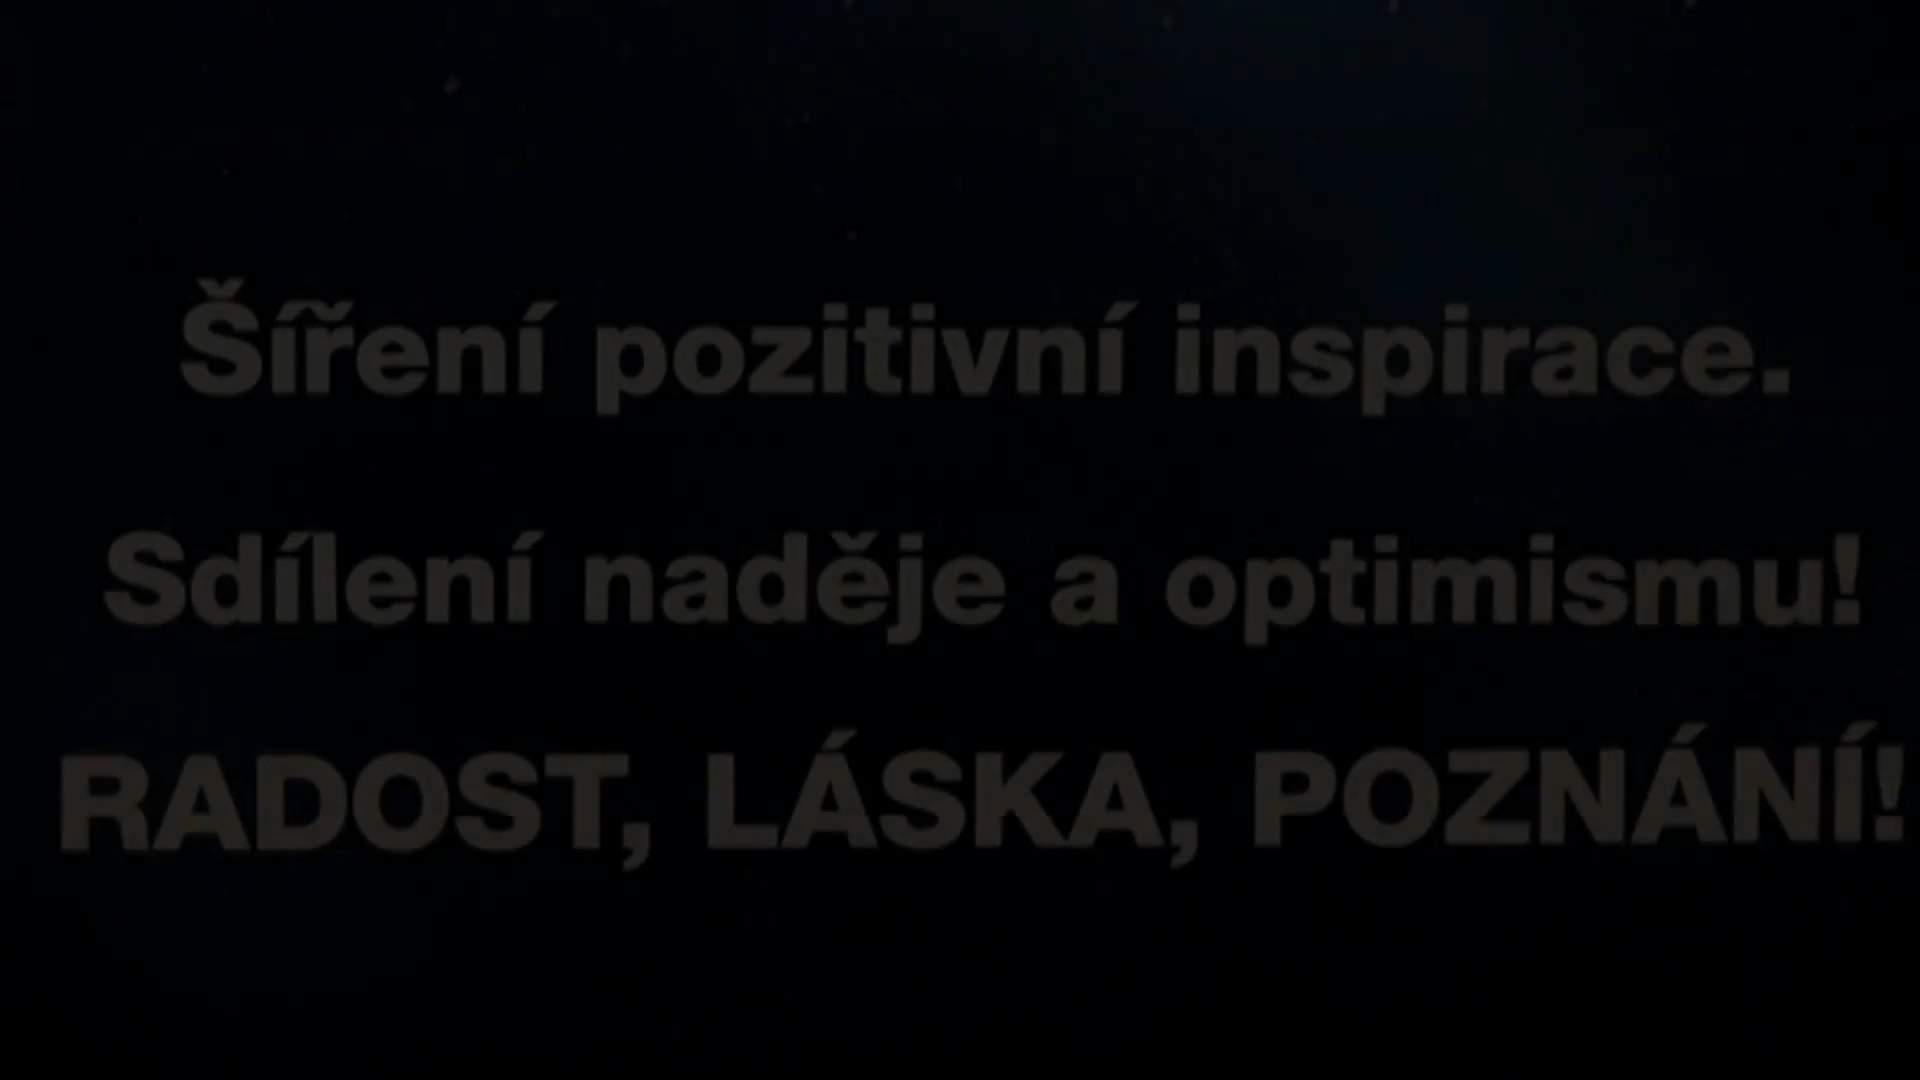 Šíření pozitivní inspirace.
Sdílení naděje a optimismu!
RADOST, LÁSKA, POZNÁNÍ!